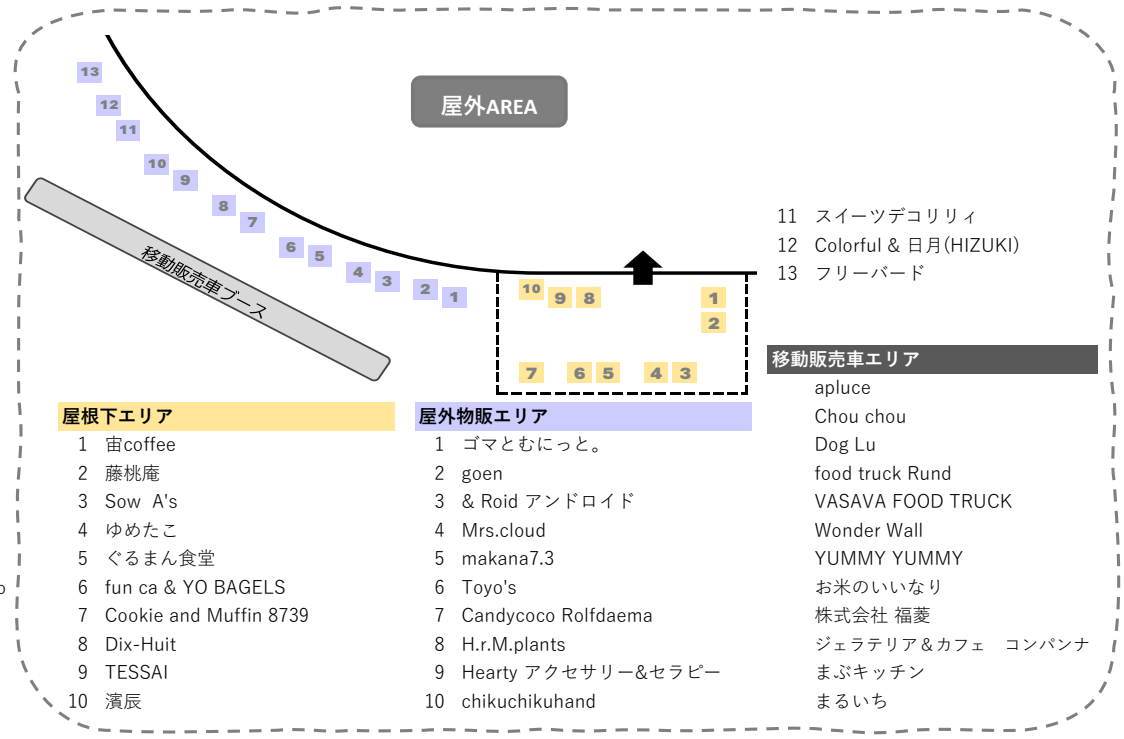 屋外AREA
13
12
11
10
9
8
7
6
5
4
3
2
1
移動販売車ブース
10
9
8
1
2
7
6
5
4
3
11 スイーツデコリリィ
12 Colorful & 日月(HIZUKI)
13 フリーバード
屋根下エリア
1 宙coffee
2 藤桃庵
3 Sow A's
4 ゆめたこ
5 ぐるまん食堂
6 fun ca & YO BAGELS
7 Cookie and Muffin 8739
8 Dix-Huit
9 TESSAI
10 濱辰
屋外物販エリア
1 ゴマとむにっと。
2 goen
3 & Roid アンドロイド
4 Mrs.cloud
5 makana7.3
6 Toyo's
7 Candycoco Rolfdaema
8 H.r.M.plants
9 Hearty アクセサリー&セラピー
10 chikuchikuhand
移動販売車エリア
apluce
Chou chou
Dog Lu
food truck Rund
VASAVA FOOD TRUCK
Wonder Wall
YUMMY YUMMY
お米のいいなり
株式会社 福菱
ジェラテリア＆カフェ　コンパンナ
まぶキッチン
まるいち